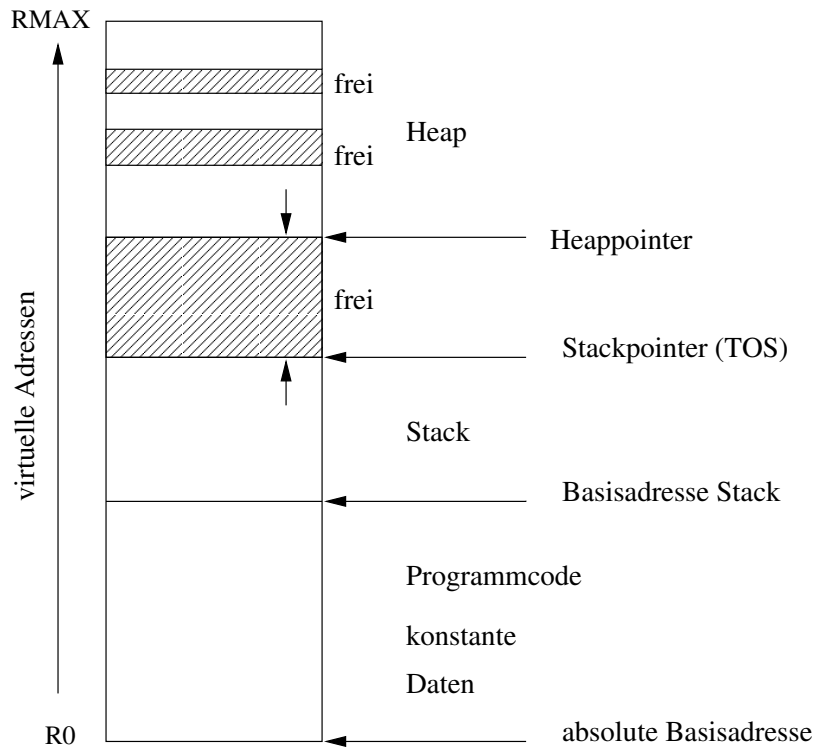 RMAX
frei
Heap
frei
Heappointer
frei
Stackpointer (TOS)
virtuelle Adressen
Stack
Basisadresse Stack
Programmcode
konstante
Daten
R0
absolute Basisadresse